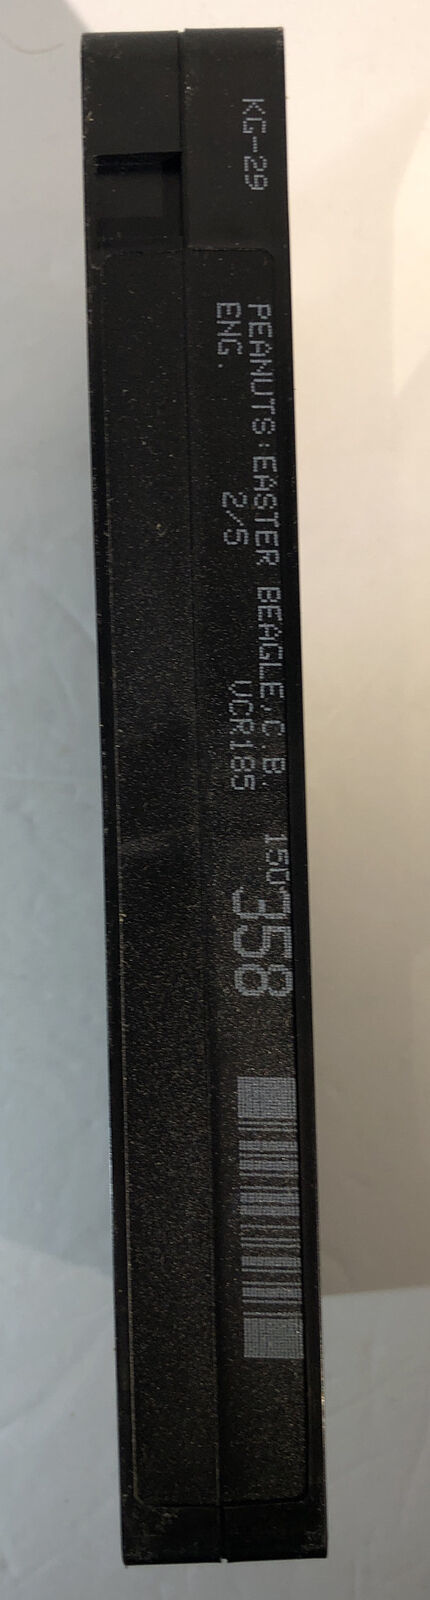 KG-29
PEANUTS:EASTER BEAGLE,C.B. 150
ENG. 2/5 VCR185
358